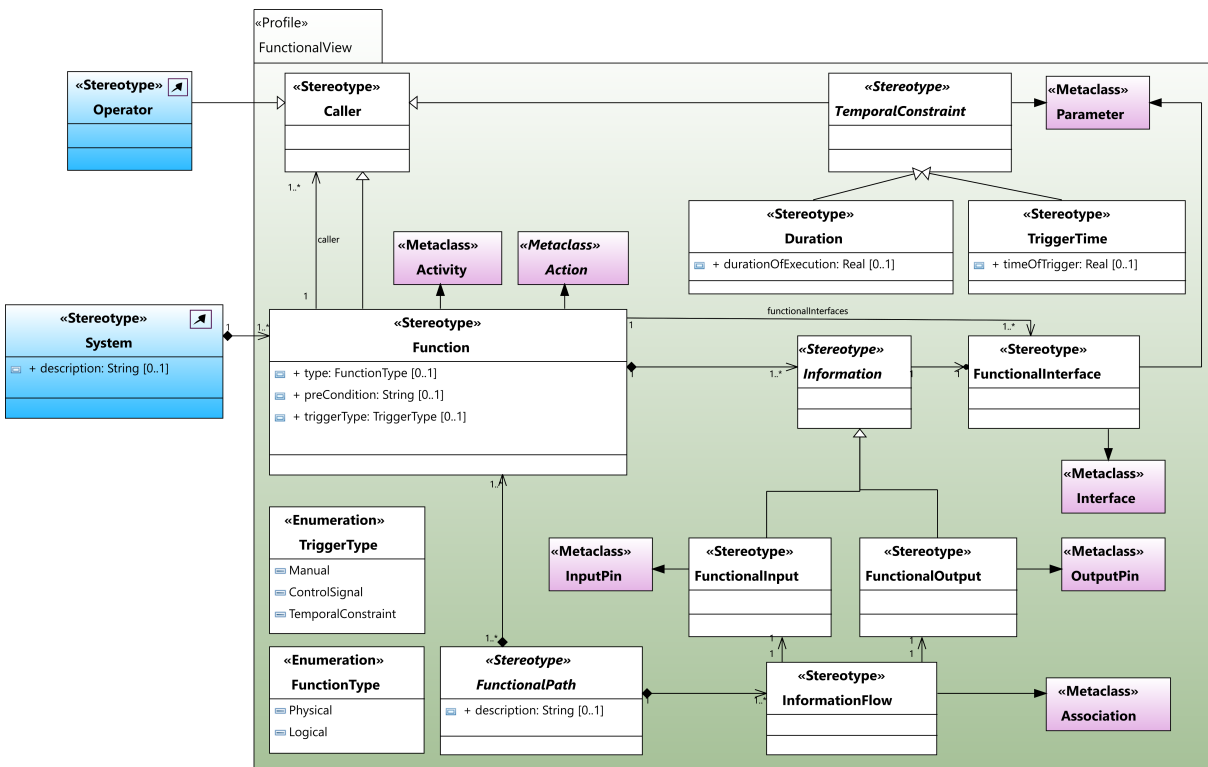 «Profile»
FunctionalView
«Stereotype»
Operator
«Stereotype»
Caller
«Stereotype»
TemporalConstraint
«Metaclass»
Parameter
1..*
caller
1
«Stereotype»
Duration
+ durationOfExecution: Real [0..1]
«Stereotype»
TriggerTime
+ timeOfTrigger: Real [0..1]
«Metaclass»
Activity
«Metaclass»
Action
«Stereotype»
System
+ description: String [0..1]
1
1..*
«Stereotype»
Function
+ type: FunctionType [0..1]
+ preCondition: String [0..1]
+ triggerType: TriggerType [0..1]
1
functionalInterfaces
1..*
1
1..*
«Stereotype»
Information
1
1
«Stereotype»
FunctionalInterface
«Metaclass»
Interface
1..*
«Enumeration»
TriggerType
Manual
ControlSignal
TemporalConstraint
«Metaclass»
InputPin
«Stereotype»
FunctionalInput
«Stereotype»
FunctionalOutput
«Metaclass»
OutputPin
1..*
1
1
1
1
«Enumeration»
FunctionType
Physical
Logical
«Stereotype»
FunctionalPath
+ description: String [0..1]
1
1..*
«Stereotype»
InformationFlow
«Metaclass»
Association